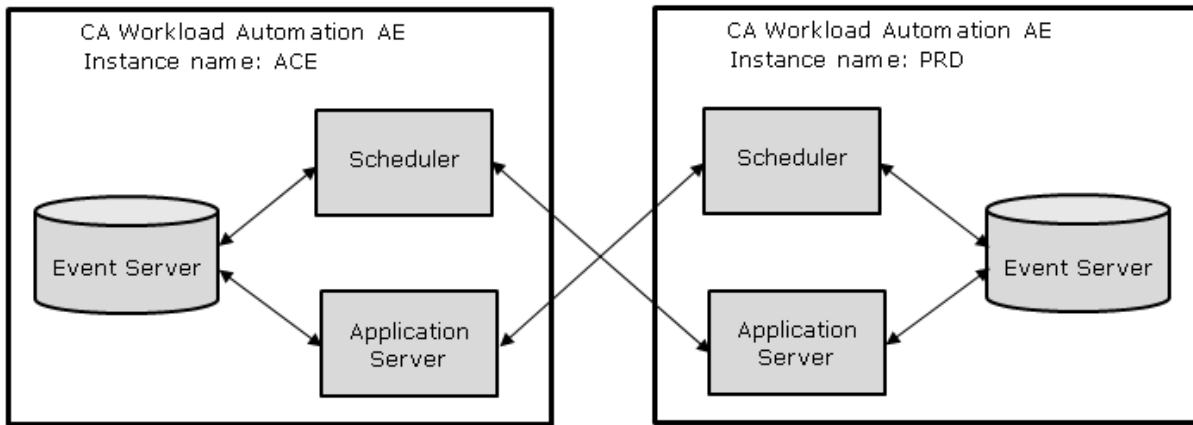 CA Workload Automation AE
Instance name: ACE
Scheduler
Event Server
Application
Server
CA Workload Automation AE
Instance name: PRD
Scheduler
Event Server
Application
Server